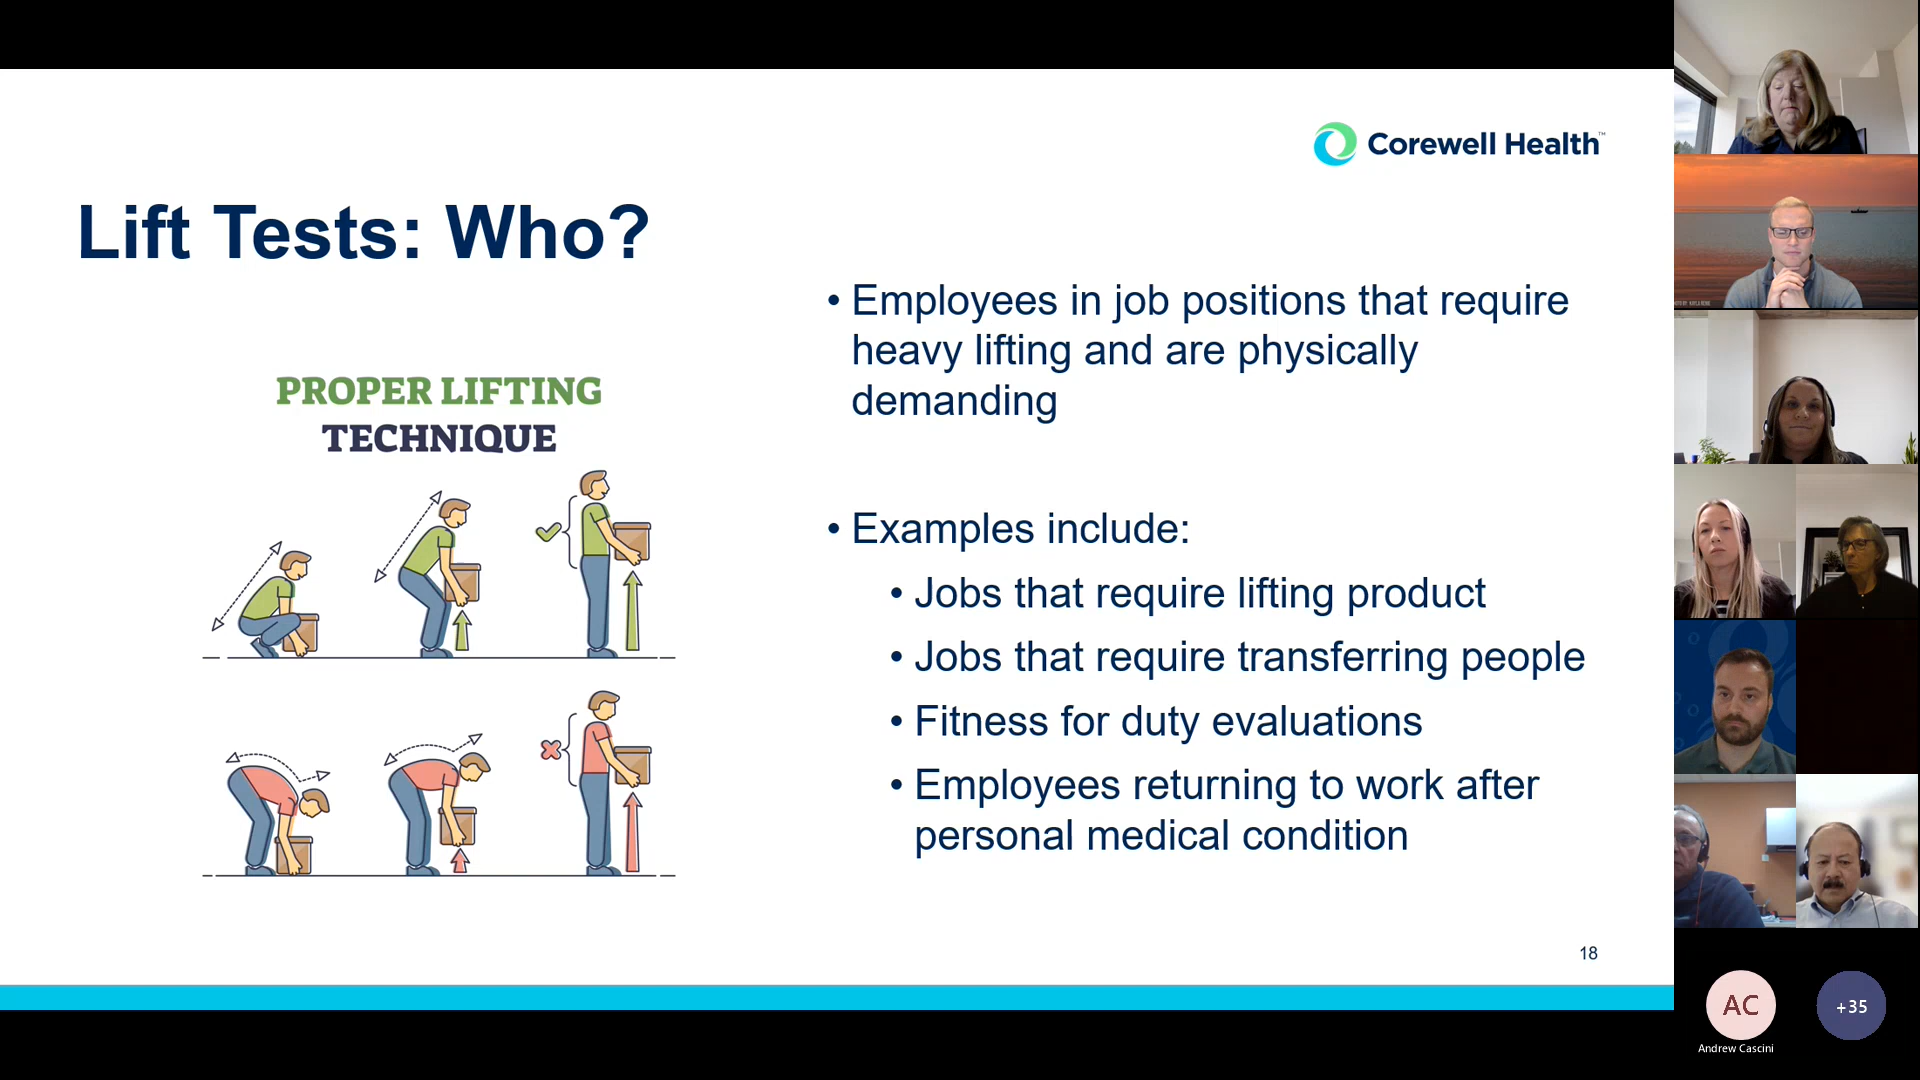 Corewell Health™
Lift Tests: Who?
PROPER LIFTING
TECHNIQUE
• Employees in job positions that require
heavy lifting and are physically
demanding
• Examples include:
• Jobs that require lifting product
• Jobs that require transferring people
• Fitness for duty evaluations
• Employees returning to work after
personal medical condition
18
AC
Andrew Cascini
+35